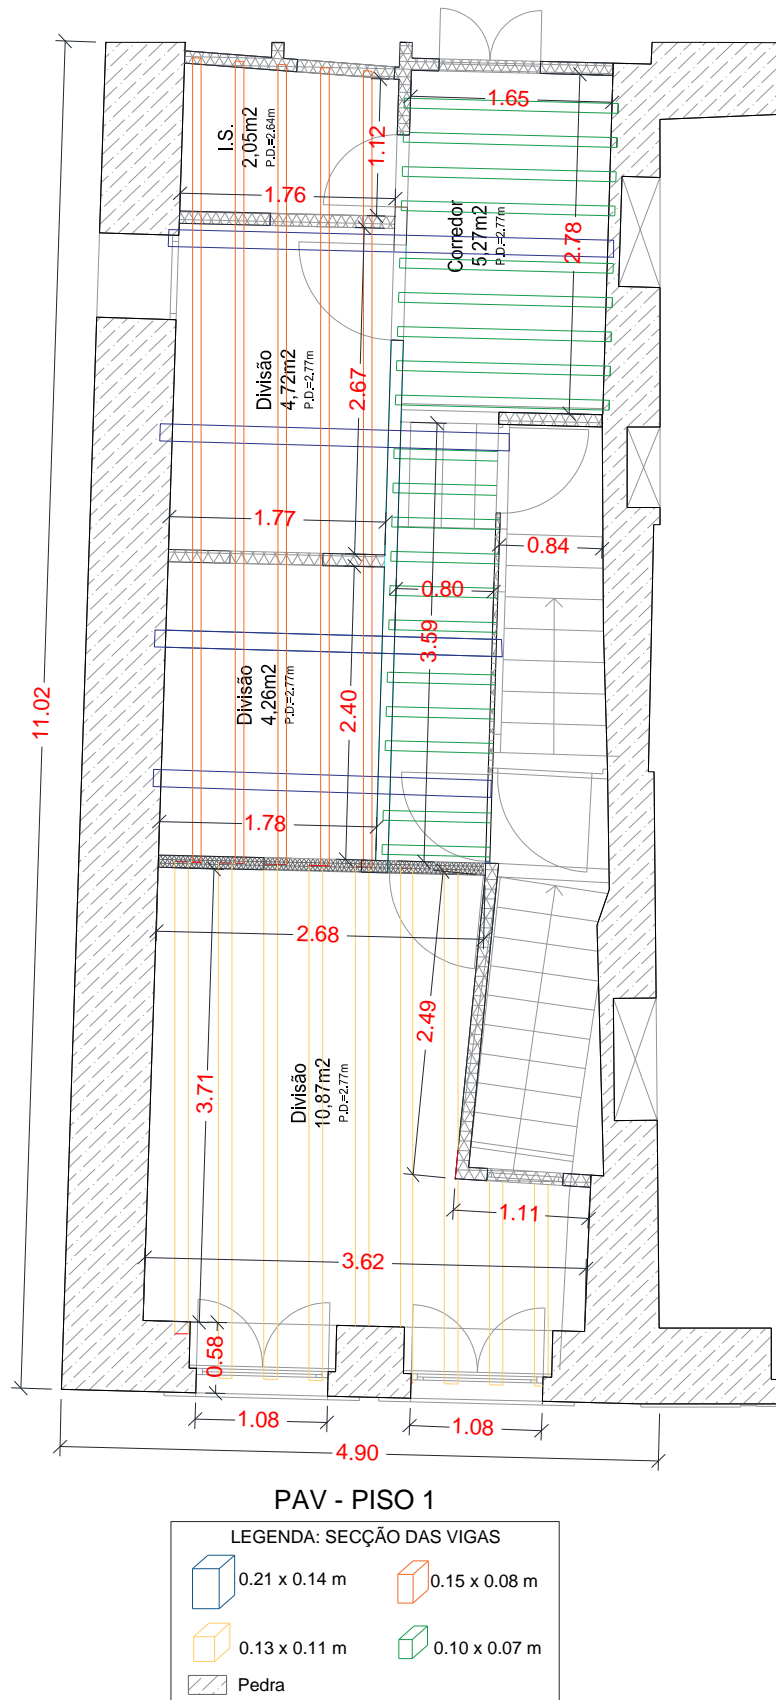 1.65
I.S.
2,05m2
P.D.=2.64m
1.12
1.76
Corredor
5,27m2
P.D.=2.77m
2.78
Divisão
4,72m2
P.D.=2.77m
2.67
1.77
0.84
0.80
3.59
Divisão
4,26m2
P.D.=2.77m
2.40
11.02
1.78
2.68
2.49
3.71
Divisão
10,87m2
P.D.=2.77m
1.11
3.62
0.58
1.08
1.08
4.90
PAV - PISO 1
LEGENDA: SECÇÃO DAS VIGAS
0.21 x 0.14 m
0.15 x 0.08 m
0.13 x 0.11 m
0.10 x 0.07 m
Pedra